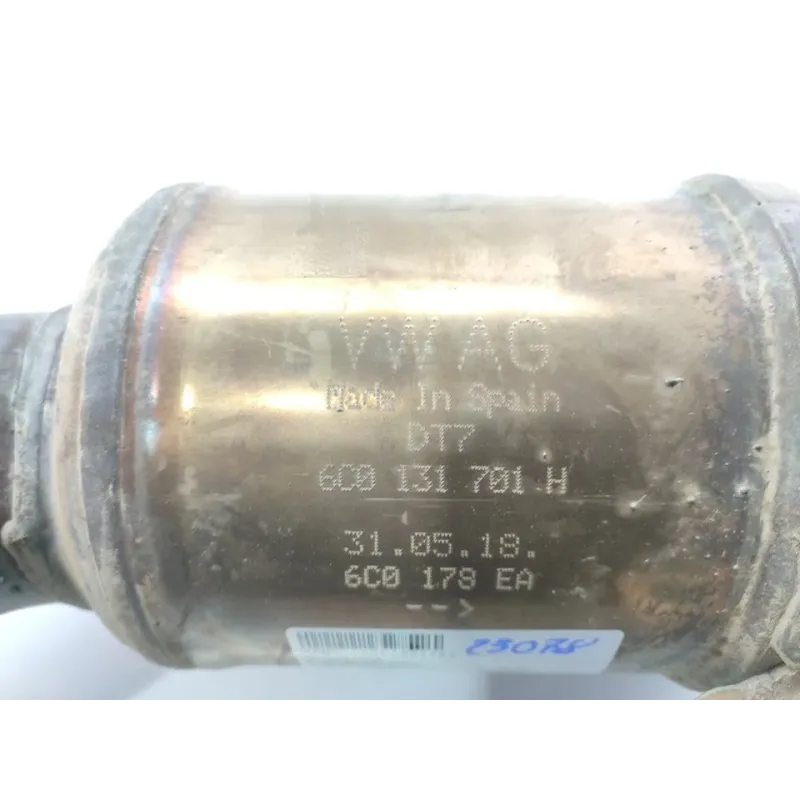 VW AG
Made In Spain
DT7
6C0 131 701 H
31.05.18.
6C0 178 EA
-->